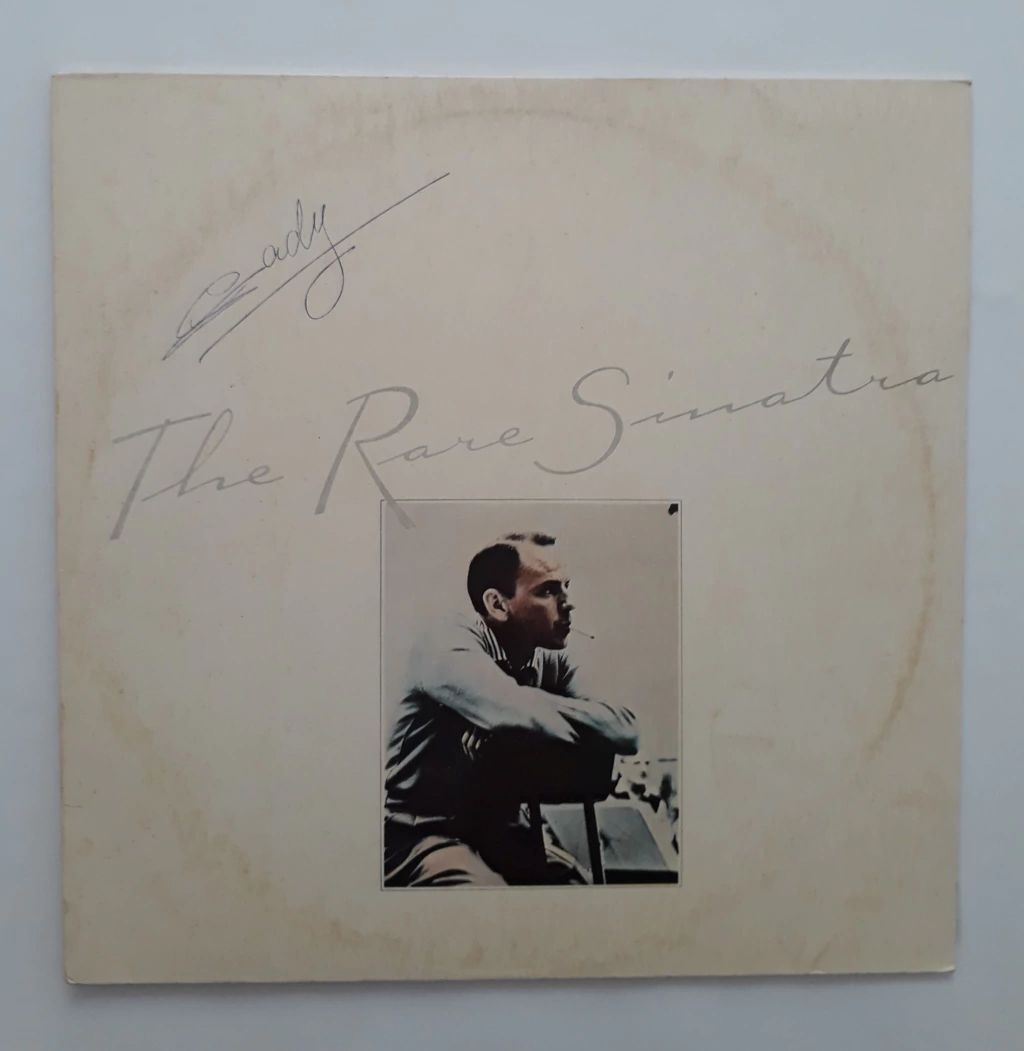 The Rare Sinatra